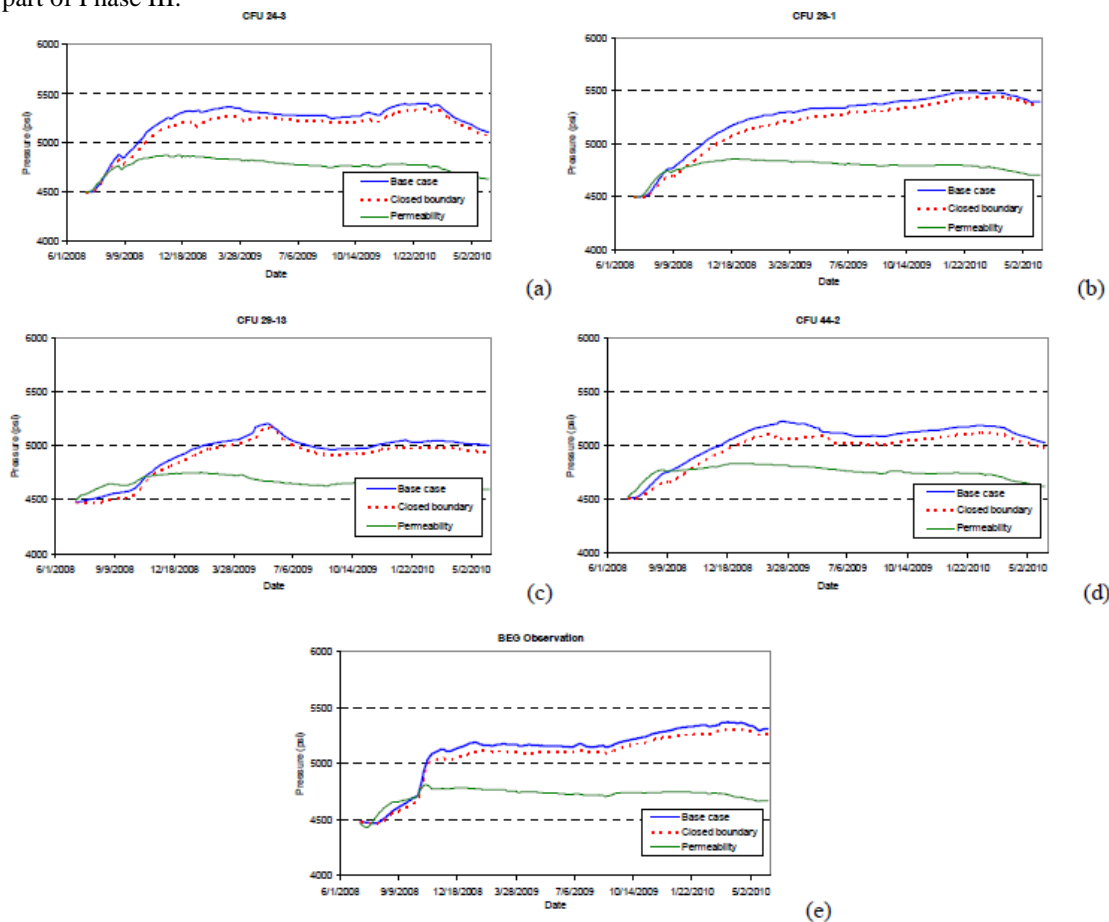 part of Phase III.
CFU 24-3
6000
5500
5000
4500
4000
Pressure (psi)
Base case
Closed boundary
Permeability
6/1/2008 9/9/2008 12/18/2008 3/28/2009 7/6/2009 10/14/2009 1/22/2010 5/2/2010
Date
(a)
CFU 29-1
6000
5500
5000
4500
4000
Pressure (psi)
Base case
Closed boundary
Permeability
6/1/2008 9/9/2008 12/18/2008 3/28/2009 7/6/2009 10/14/2009 1/22/2010 5/2/2010
Date
(b)
CFU 29-13
6000
5500
5000
4500
4000
Pressure (psi)
Base case
Closed boundary
Permeability
6/1/2008 9/9/2008 12/18/2008 3/28/2009 7/6/2009 10/14/2009 1/22/2010 5/2/2010
Date
(c)
CFU 44-2
6000
5500
5000
4500
4000
Pressure (psi)
Base case
Closed boundary
Permeability
6/1/2008 9/9/2008 12/18/2008 3/28/2009 7/6/2009 10/14/2009 1/22/2010 5/2/2010
Date
(d)
BEG Observation
6000
5500
5000
4500
4000
Pressure (psi)
Base case
Closed boundary
Permeability
6/1/2008 9/9/2008 12/18/2008 3/28/2009 7/6/2009 10/14/2009 1/22/2010 5/2/2010
Date
(e)